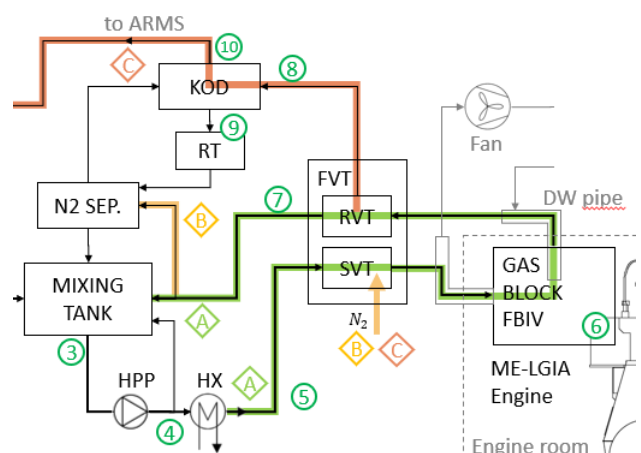 to ARMS
10
C
8
KOD
9
RT
Fan
FVT
7
DW pipe
N2 SEP.
B
RVT
MIXING
TANK
SVT
GAS
BLOCK
FBIV
A
N₂
6
3
B
C
HPP
HX
A
5
ME-LGIA
Engine
4
Engine room